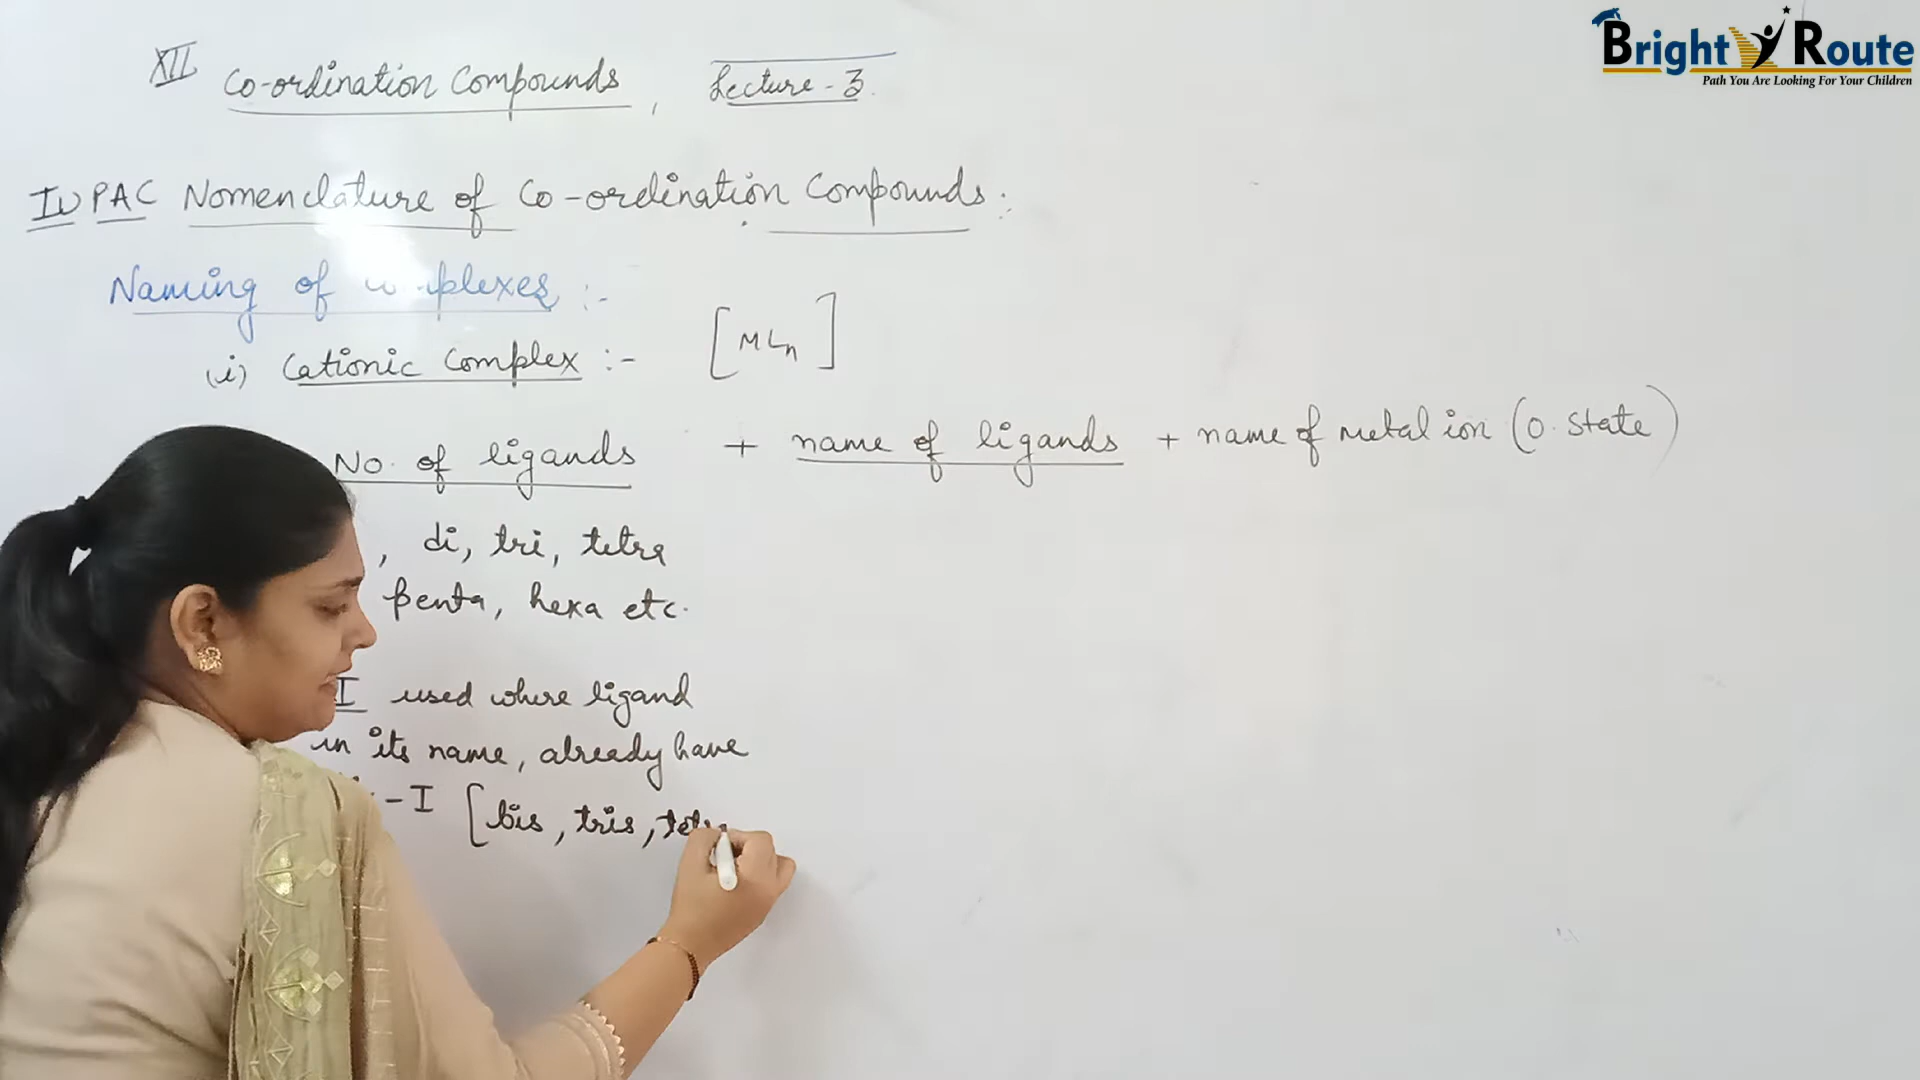 Bright Route
Path You Are Looking For Your Children
XII Co-ordination Compounds, Lecture - 3.
IUPAC Nomenclature of Co-ordination Compounds :
Naming of complexes :-
(i) Cationic Complex :- [MLn]
No. of ligands + name of ligands + name of metal ion (O. State)
, di, tri, tetra
penta, hexa etc.
I used where ligand
in its name, already have
- I [bis, tris,